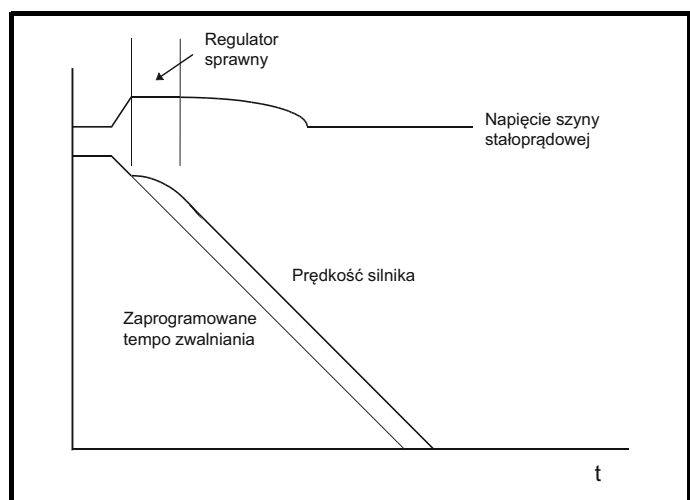 Regulator
sprawny
Napięcie szyny
stałoprądowej
Prędkość silnika
Zaprogramowane
tempo zwalniania
t